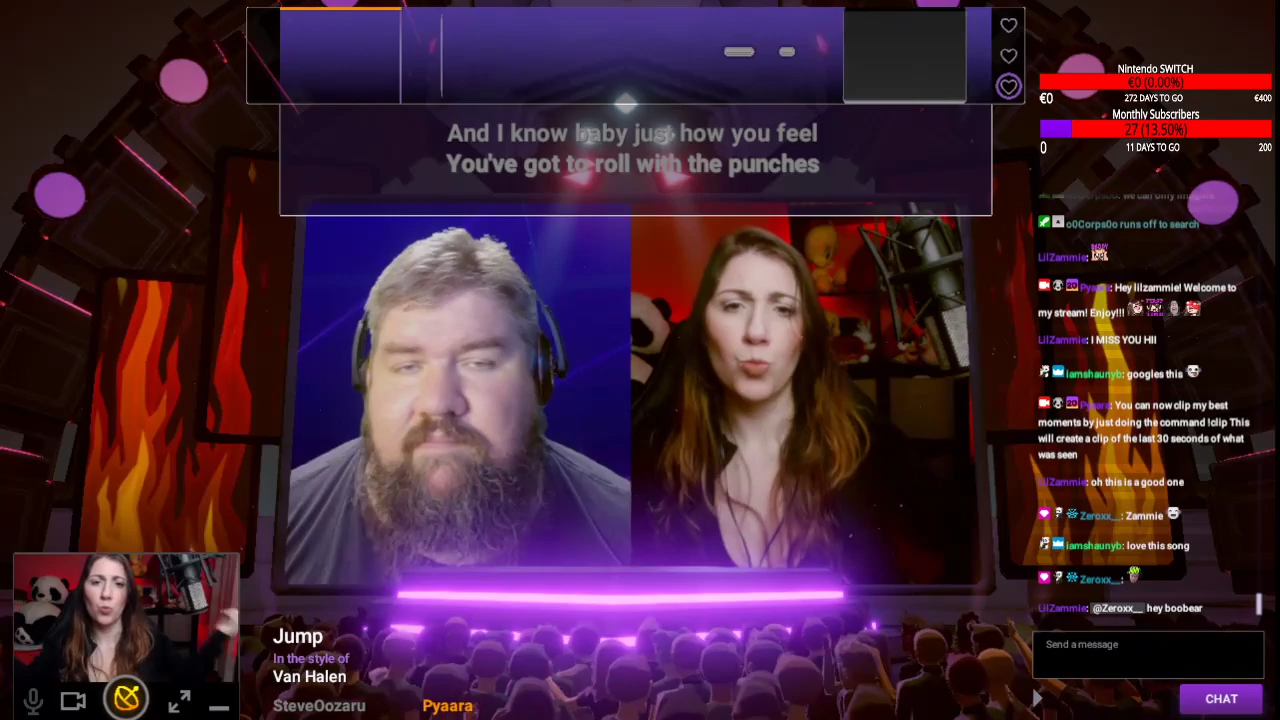 And I know baby just how you feel
You've got to roll with the punches
Nintendo SWITCH
€0 (0.00%)
€0 272 DAYS TO GO €400
Monthly Subscribers
27 (13.50%)
0 11 DAYS TO GO 200
o0Corps0o runs off to search
LilZammie:
Pyaara: Hey lilzammie! Welcome to
my stream! Enjoy!!!
LilZammie: I MISS YOU HII
iamshaunyb: googles this
Pyaara: You can now clip my best
moments by just doing the command !clip This
will create a clip of the last 30 seconds of what
was seen
LilZammie: oh this is a good one
Zeroxx__: Zammie
iamshaunyb: love this song
Zeroxx__:
LilZammie: @Zeroxx__ hey boobear
Send a message
CHAT
Jump
In the style of
Van Halen
SteveOozaru Pyaara